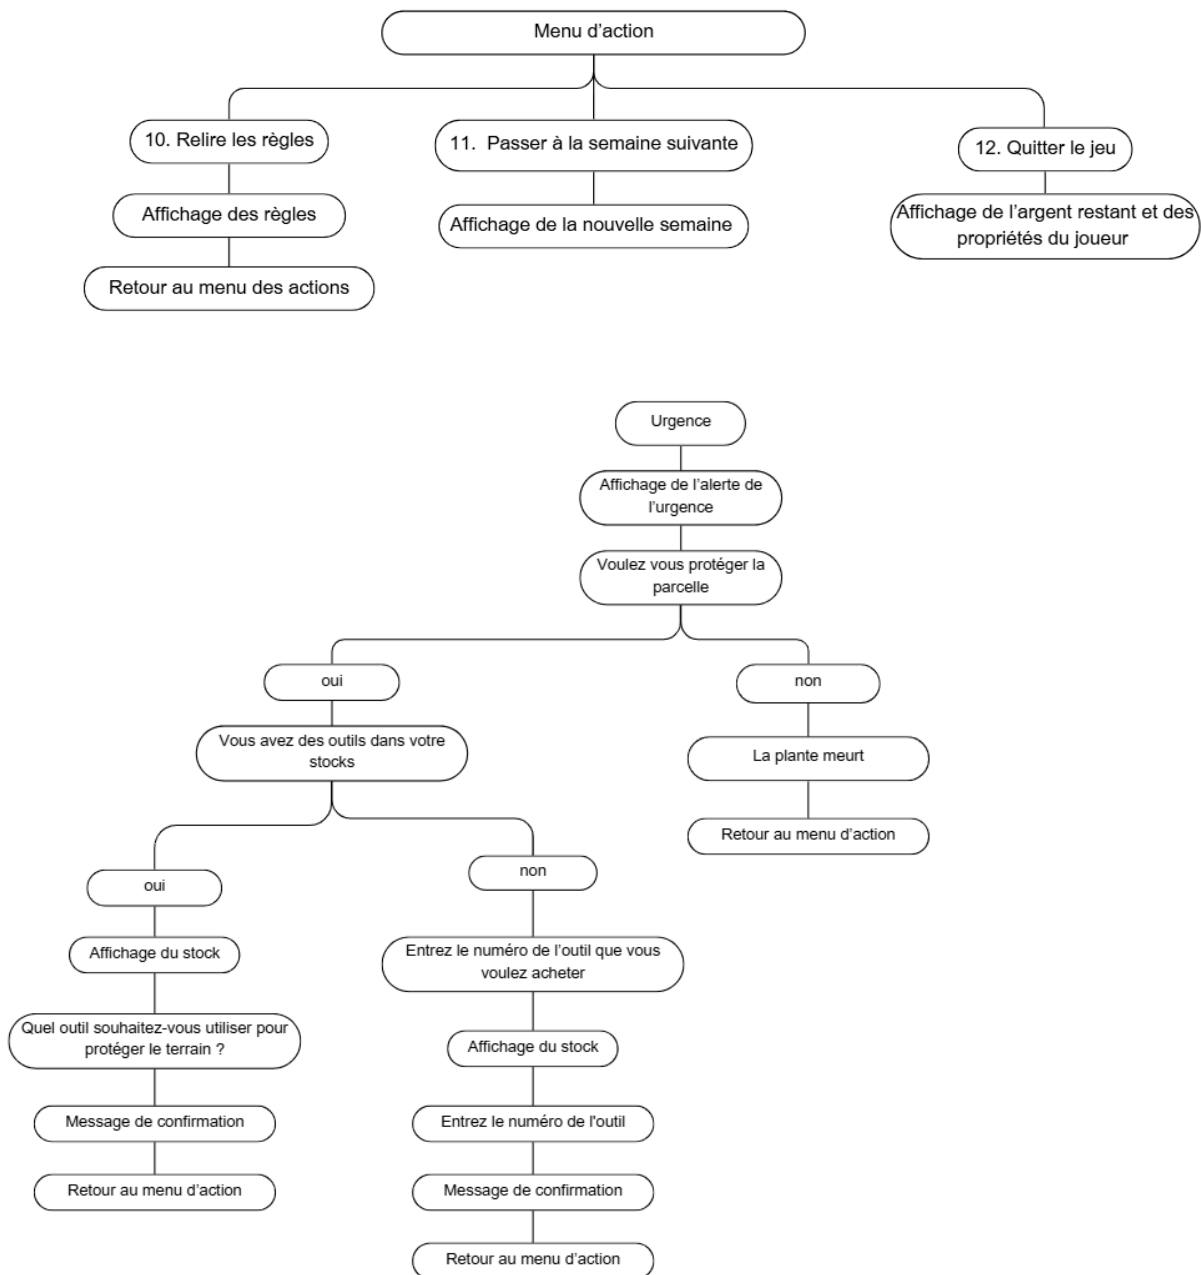 Menu d'action
10. Relire les règles
11.  Passer à la semaine suivante
12. Quitter le jeu
Affichage des règles
Affichage de la nouvelle semaine
Affichage de l'argent restant et des
propriétés du joueur
Retour au menu des actions
Urgence
Affichage de l'alerte de
l'urgence
Voulez vous protéger la
parcelle
oui
non
Vous avez des outils dans votre
stocks
La plante meurt
Retour au menu d'action
oui
non
Affichage du stock
Entrez le numéro de l'outil que vous
voulez acheter
Quel outil souhaitez-vous utiliser pour
protéger le terrain ?
Affichage du stock
Message de confirmation
Entrez le numéro de l'outil
Retour au menu d'action
Message de confirmation
Retour au menu d'action